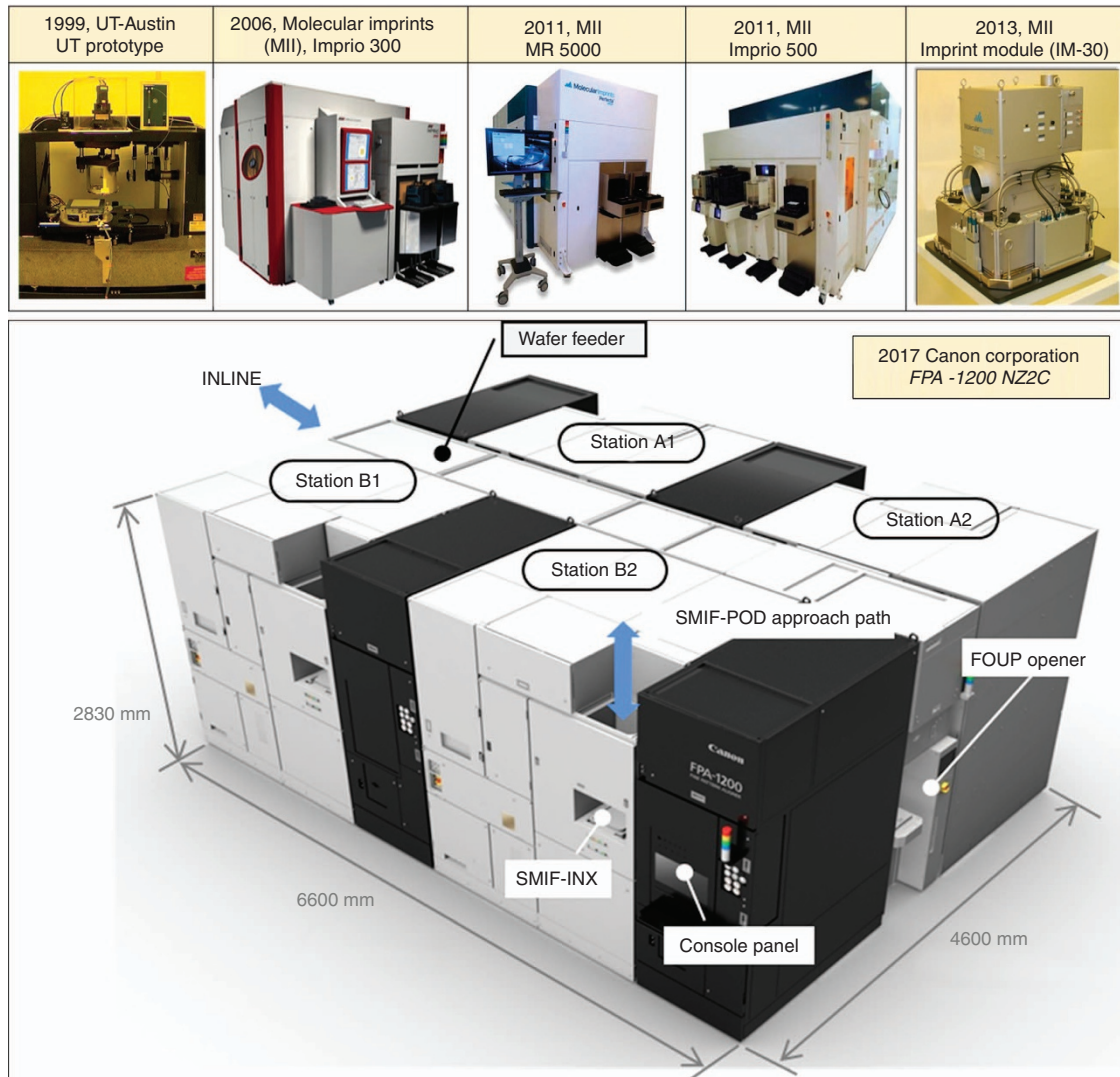 1999, UT-Austin
UT prototype
2006, Molecular imprints
(MII), Imprio 300
2011, MII
MR 5000
2011, MII
Imprio 500
2013, MII
Imprint module (IM-30)
MolecularImprints
MolecularImprints
2017 Canon corporation
FPA -1200 NZ2C
Wafer feeder
INLINE
Station A1
Station B1
Station A2
Station B2
SMIF-POD approach path
FOUP opener
2830 mm
Canon
FPA-1200
SMIF-INX
6600 mm
Console panel
4600 mm